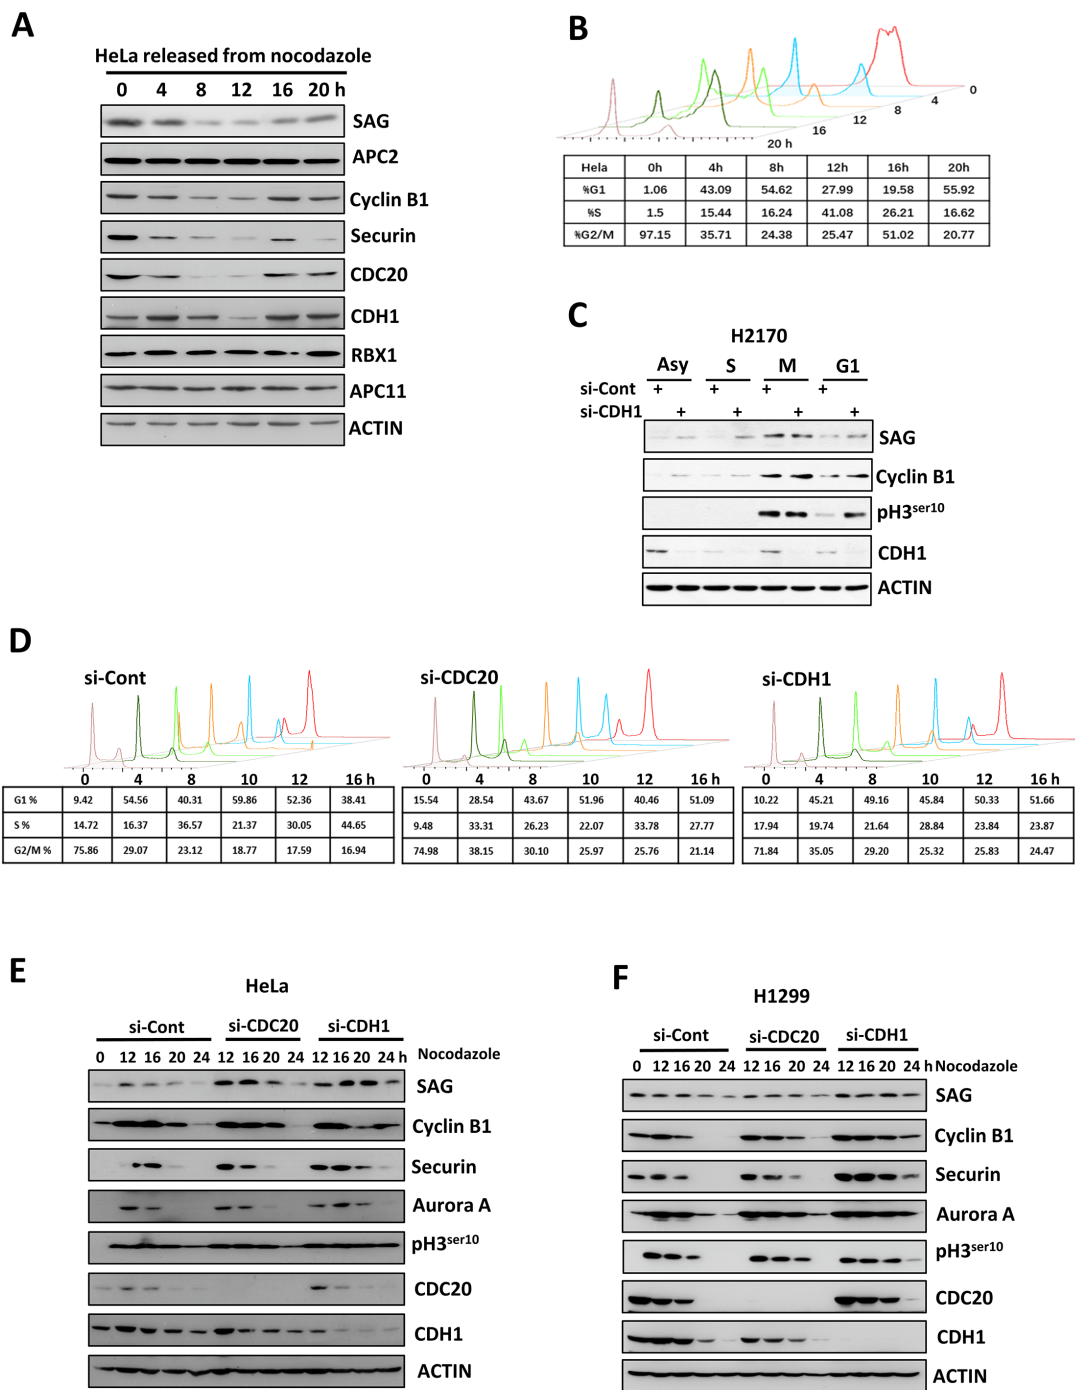 A
HeLa released from nocodazole
0 4 8 12 16 20 h
SAG
APC2
Cyclin B1
Securin
CDC20
CDH1
RBX1
APC11
ACTIN
B
0
4
8
12
16
20 h
Hela 0h 4h 8h 12h 16h 20h
%G1 1.06 43.09 54.62 27.99 19.58 55.92
%S 1.5 15.44 16.24 41.08 26.21 16.62
%G2/M 97.15 35.71 24.38 25.47 51.02 20.77
C
H2170
Asy S M G1
si-Cont + + + +
si-CDH1 + + + +
SAG
Cyclin B1
pH3ser10
CDH1
ACTIN
D
si-Cont
0 4 8 10 12 16 h
G1 % 9.42 54.56 40.31 59.86 52.36 38.41
S % 14.72 16.37 36.57 21.37 30.05 44.65
G2/M % 75.86 29.07 23.12 18.77 17.59 16.94
si-CDC20
0 4 8 10 12 16 h
15.54 28.54 43.67 51.96 40.46 51.09
9.48 33.31 26.23 22.07 33.78 27.77
74.98 38.15 30.10 25.97 25.76 21.14
si-CDH1
0 4 8 10 12 16 h
10.22 45.21 49.16 45.84 50.33 51.66
17.94 19.74 21.64 28.84 23.84 23.87
71.84 35.05 29.20 25.32 25.83 24.47
E
HeLa
si-Cont si-CDC20 si-CDH1
0 12 16 20 24 12 16 20 24 12 16 20 24 h Nocodazole
SAG
Cyclin B1
Securin
Aurora A
pH3ser10
CDC20
CDH1
ACTIN
F
H1299
si-Cont si-CDC20 si-CDH1
0 12 16 20 24 12 16 20 24 12 16 20 24 h Nocodazole
SAG
Cyclin B1
Securin
Aurora A
pH3ser10
CDC20
CDH1
ACTIN